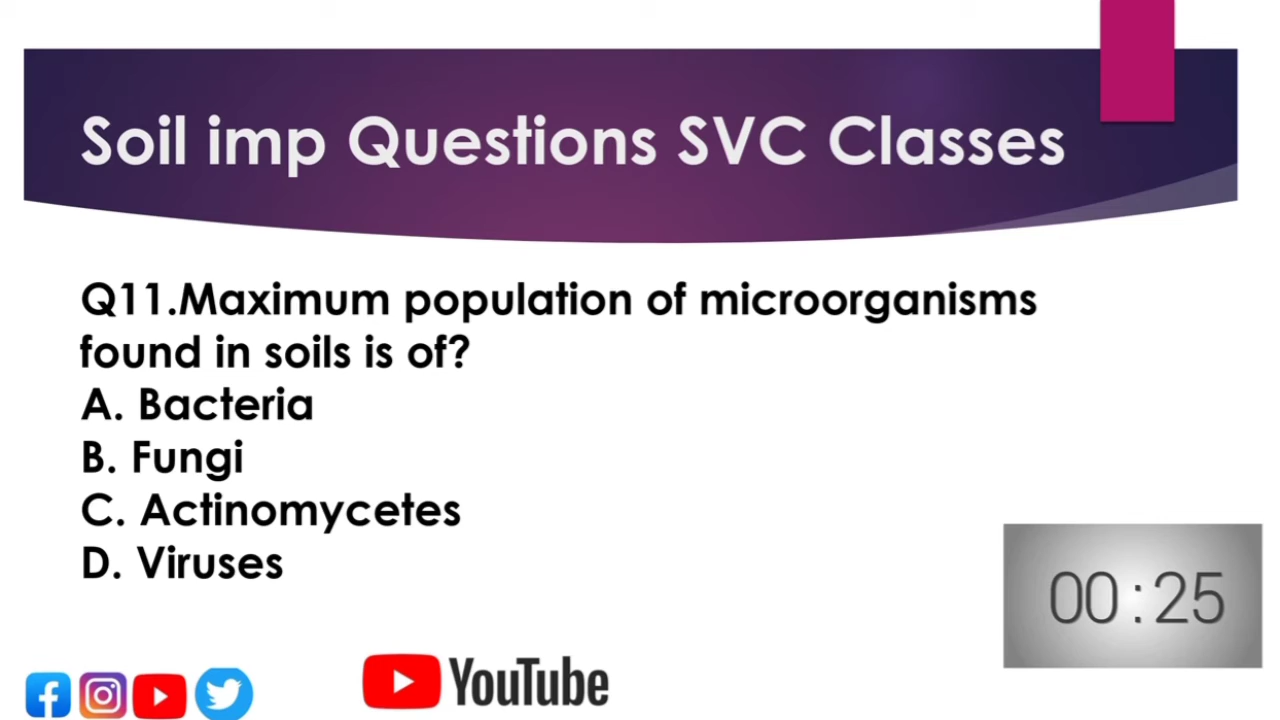 Soil imp Questions SVC Classes
Q11.Maximum population of microorganisms
found in soils is of?
A. Bacteria
B. Fungi
C. Actinomycetes
D. Viruses
00:25
YouTube